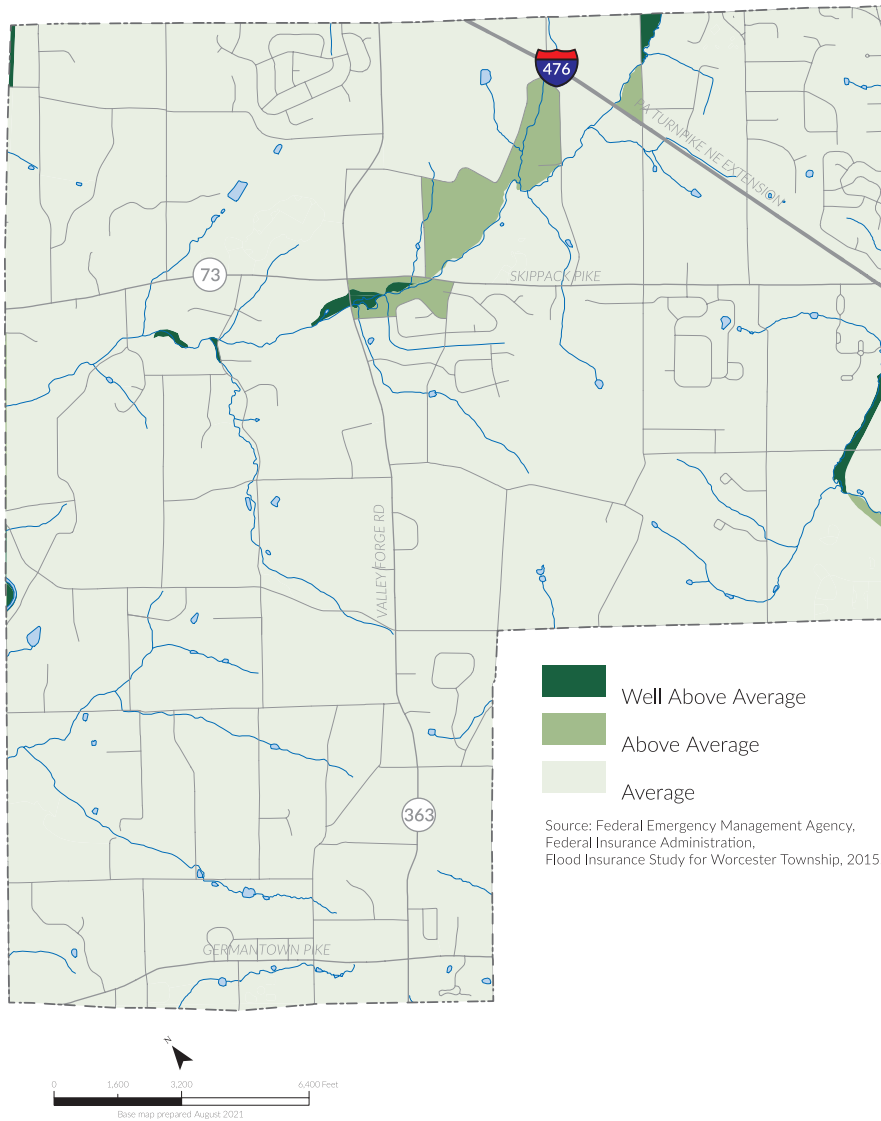 476
PA TURNPIKE NE EXTENSION
73
SKIPPACK PIKE
VALLEY FORGE RD
Well Above Average
Above Average
Average
363
Source: Federal Emergency Management Agency,
Federal Insurance Administration,
Flood Insurance Study for Worcester Township, 2015
GERMANTOWN PIKE
N
0 1,600 3,200 6,400 Feet
Base map prepared August 2021